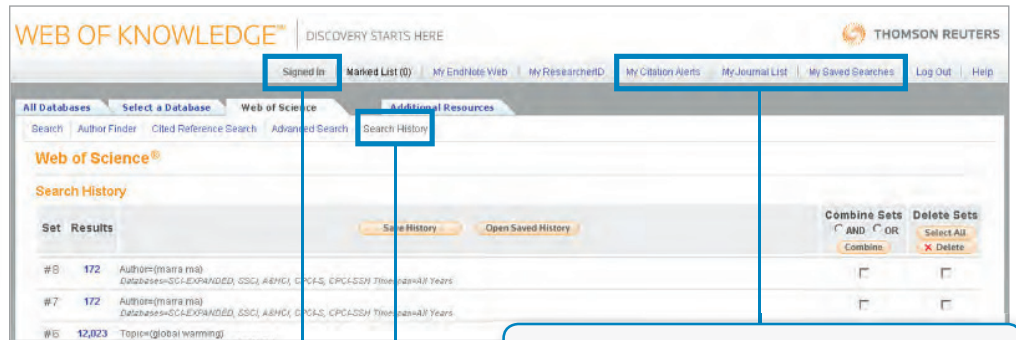 WEB OF KNOWLEDGE℠ DISCOVERY STARTS HERE THOMSON REUTERS
Signed In Marked List (0) My EndNote Web My ResearcherID My Citation Alerts My Journal List My Saved Searches Log Out Help
All Databases Select a Database Web of Science Additional Resources
Search Author Finder Cited Reference Search Advanced Search Search History
Web of Science®
Search History
Set Results Save History Open Saved History Combine Sets AND OR Combine Delete Sets Select All X Delete
#8 172 Author=(marra ma)
Databases=SCI-EXPANDED, SSCI, A&HCI, CPCI-S, CPCI-SSH Timespan=All Years
#7 172 Author=(marra ma)
Databases=SCI-EXPANDED, SSCI, A&HCI, CPCI-S, CPCI-SSH Timespan=All Years
#6 12,023 Topic=(global warming)